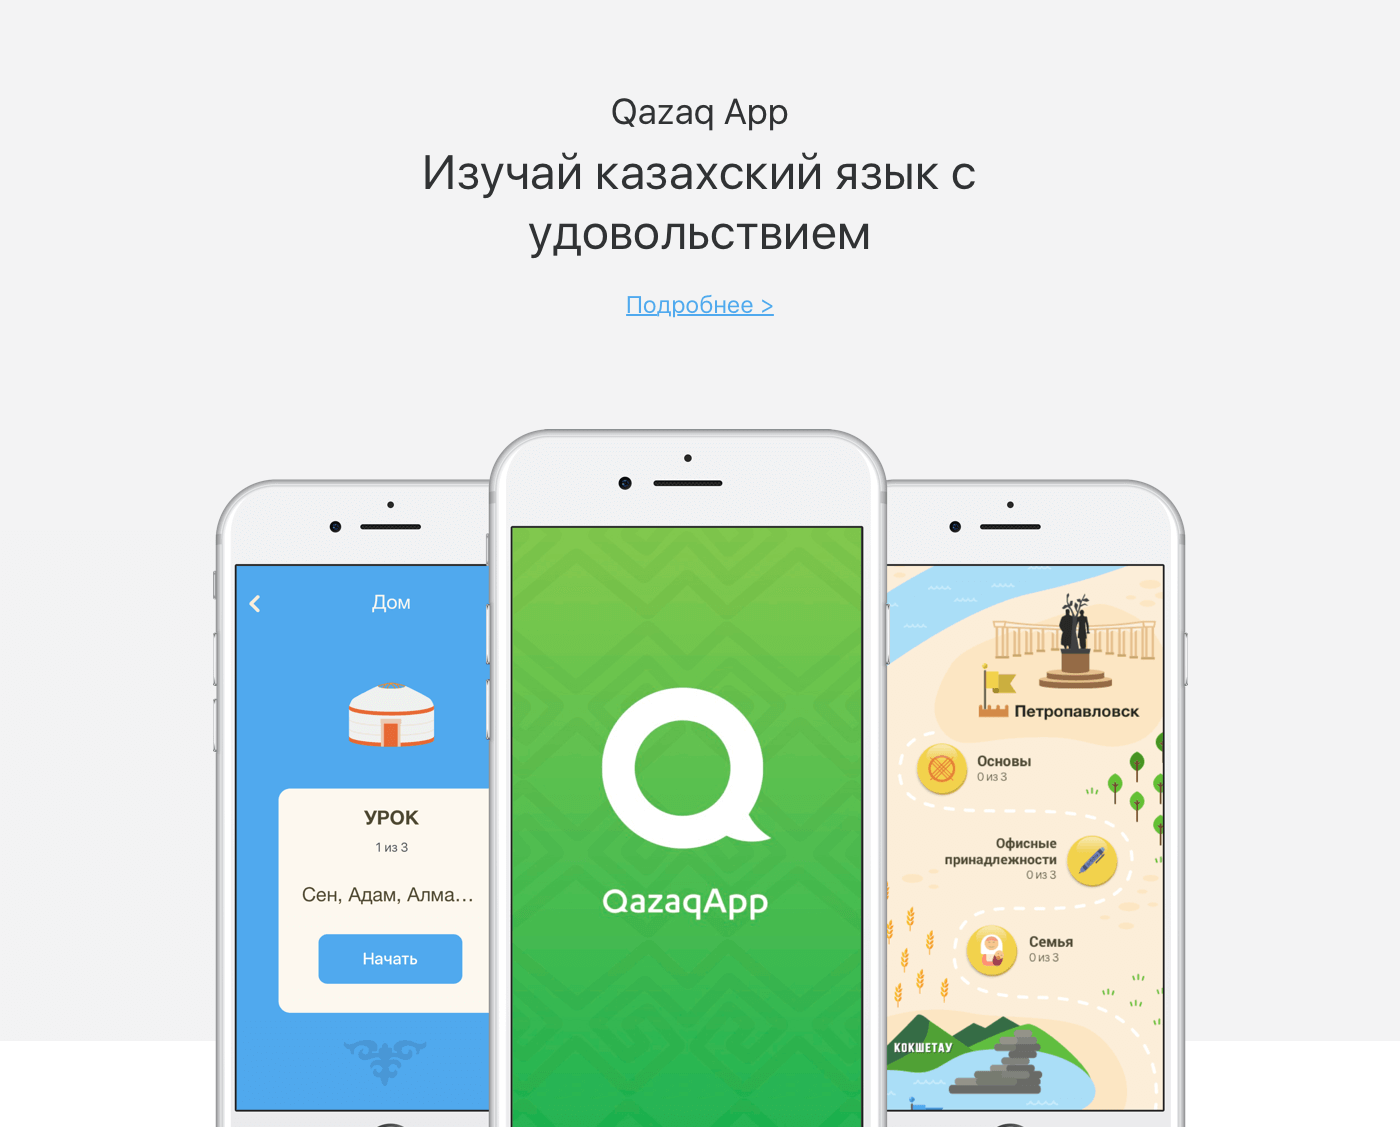 Qazaq App
Изучай казахский язык с
удовольствием
Подробнее >
Дом
УРОК
1 из 3
Сен, Адам, Алма...
Начать
QazaqApp
Петропавловск
Основы
0 из 3
Офисные
принадлежности
0 из 3
Семья
0 из 3
КОКШЕТАУ